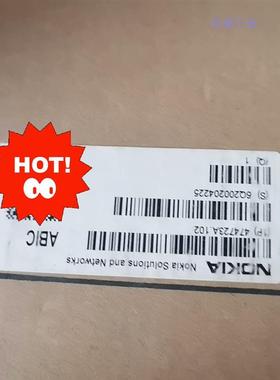 HOT!
NOKIA
Nokia Solutions and Networks
(1P) 474723A.102
ABIC
(S) 6Q200204225
(Q) 1